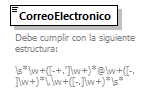 CorreoElectronico
Debe cumplir con la siguiente
estructura:
\s*\w+([-+.']\w+)*@\w+([-.
]\w+)*\.\w+([-.]\w+)*\s*